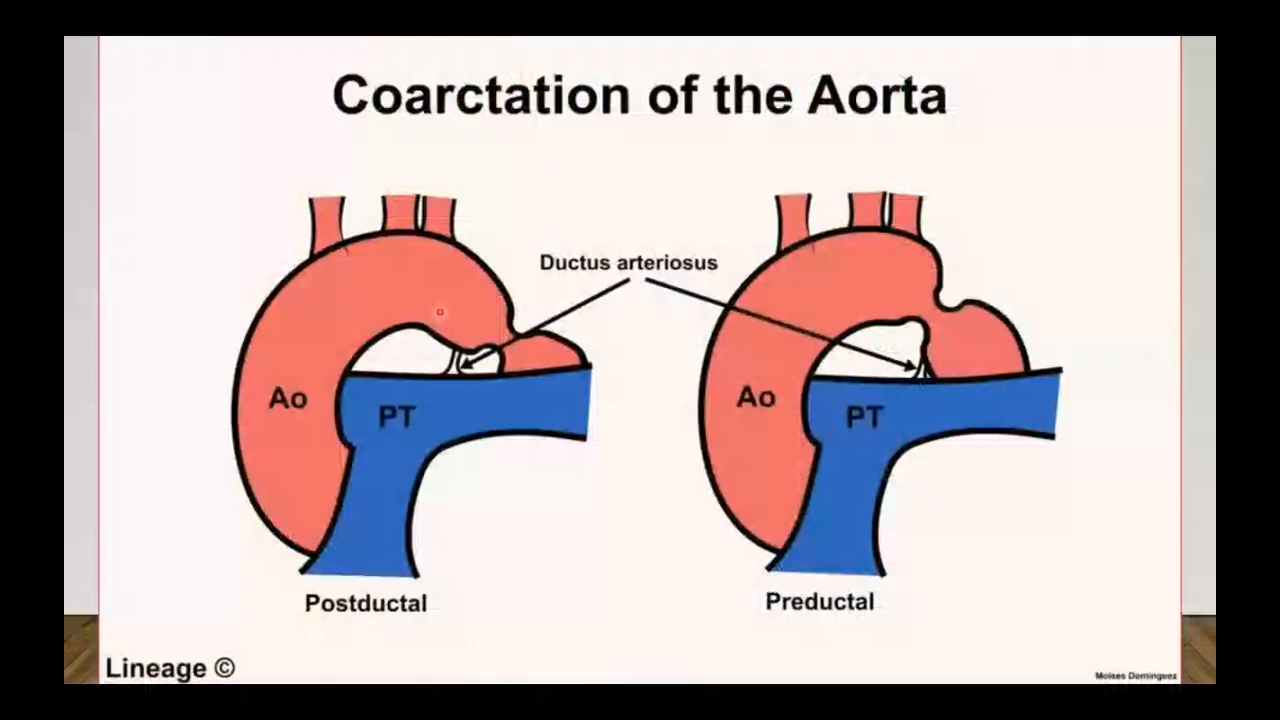 Coarctation of the Aorta
Ductus arteriosus
Ao
PT
Ao
PT
Postductal
Preductal
Lineage ©
Moises Dominguez